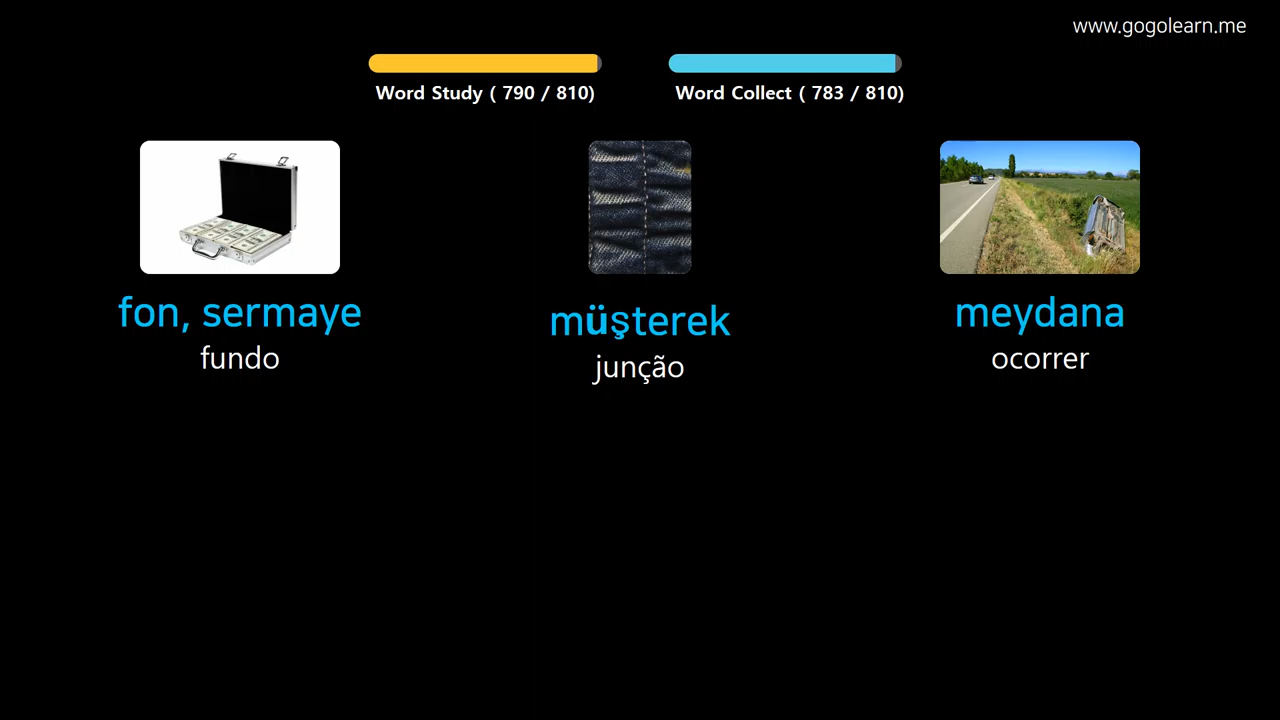 www.gogolearn.me
Word Study ( 790 / 810)
Word Collect ( 783 / 810)
fon, sermaye
fundo
müşterek
junção
meydana
ocorrer